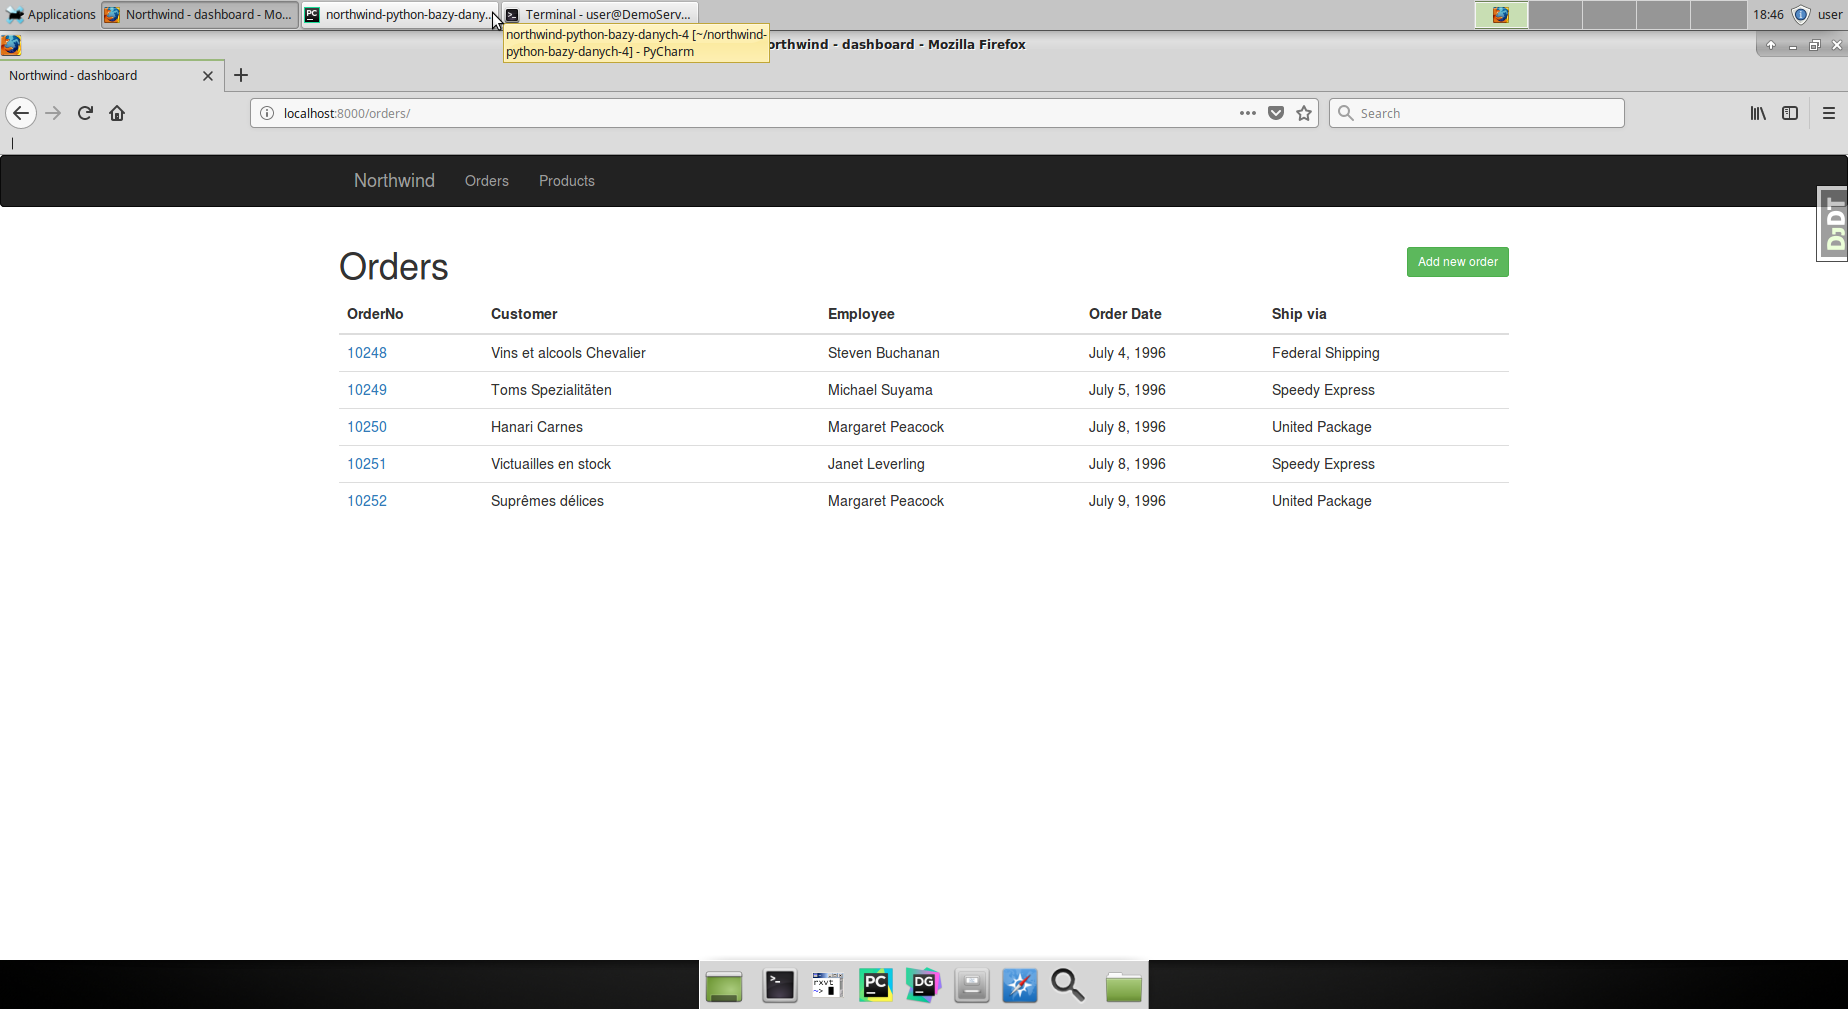 Applications
Northwind - dashboard - Mo...
PC
northwind-python-bazy-dany...
Terminal - user@DemoServ...
18:46
user
northwind-python-bazy-danych-4 [~/northwind-
python-bazy-danych-4] - PyCharm
orthwind - dashboard - Mozilla Firefox
Northwind - dashboard
localhost:8000/orders/
Search
Northwind Orders Products
DJDT
Orders
Add new order
OrderNo Customer Employee Order Date Ship via
10248 Vins et alcools Chevalier Steven Buchanan July 4, 1996 Federal Shipping
10249 Toms Spezialitäten Michael Suyama July 5, 1996 Speedy Express
10250 Hanari Carnes Margaret Peacock July 8, 1996 United Package
10251 Victuailles en stock Janet Leverling July 8, 1996 Speedy Express
10252 Suprêmes délices Margaret Peacock July 9, 1996 United Package
rxvt
~>
PC
DG